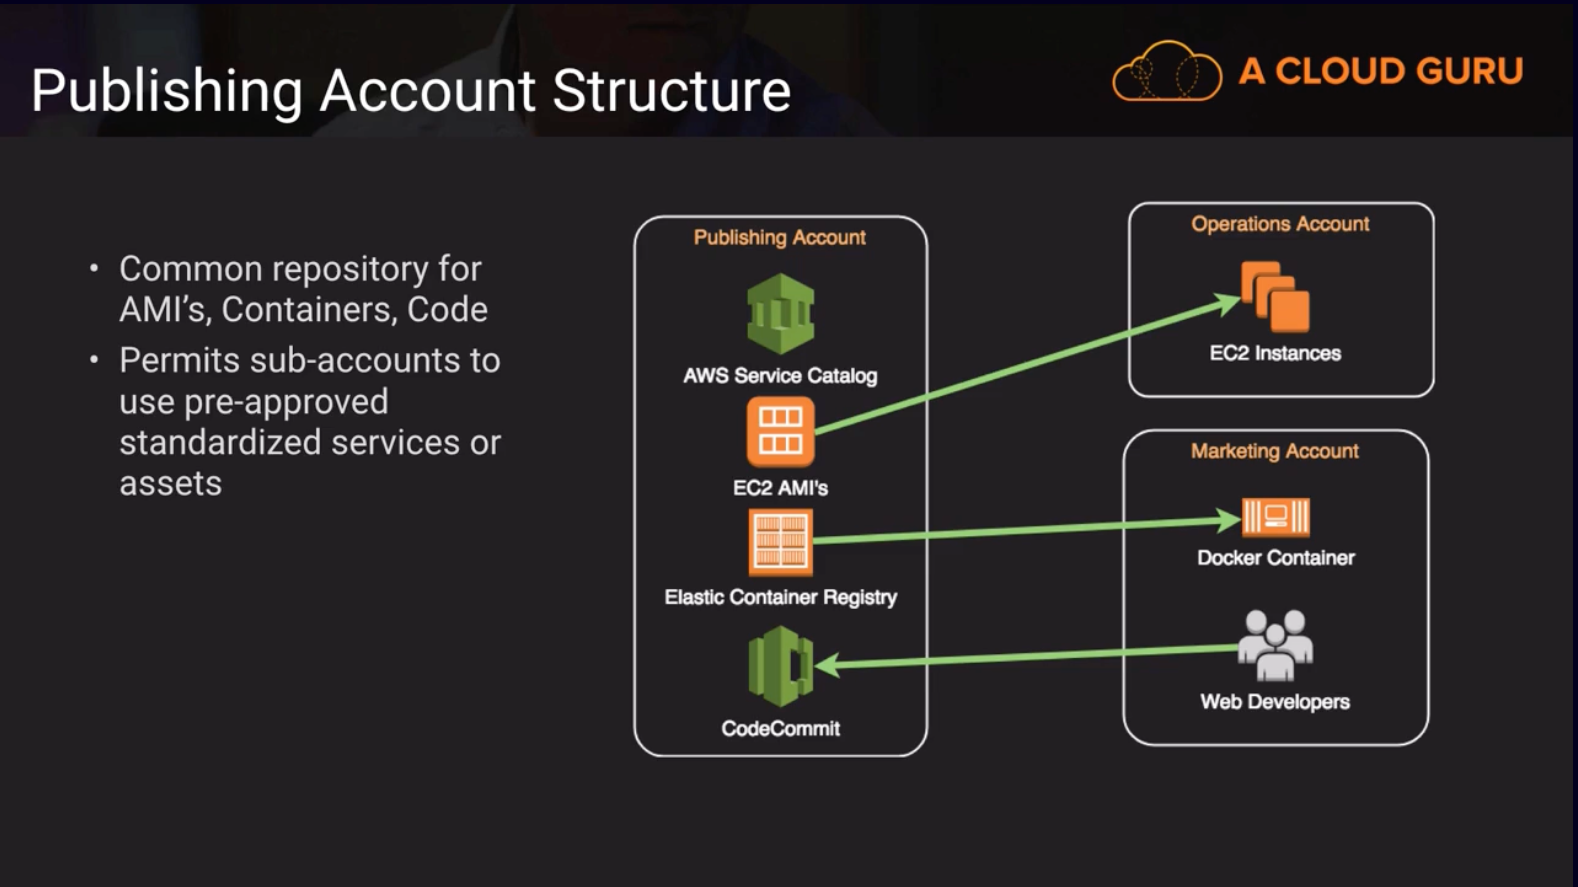 Publishing Account Structure
A CLOUD GURU
• Common repository for
AMI’s, Containers, Code
• Permits sub-accounts to
use pre-approved
standardized services or
assets
Publishing Account
AWS Service Catalog
EC2 AMI's
Elastic Container Registry
CodeCommit
Operations Account
EC2 Instances
Marketing Account
Docker Container
Web Developers